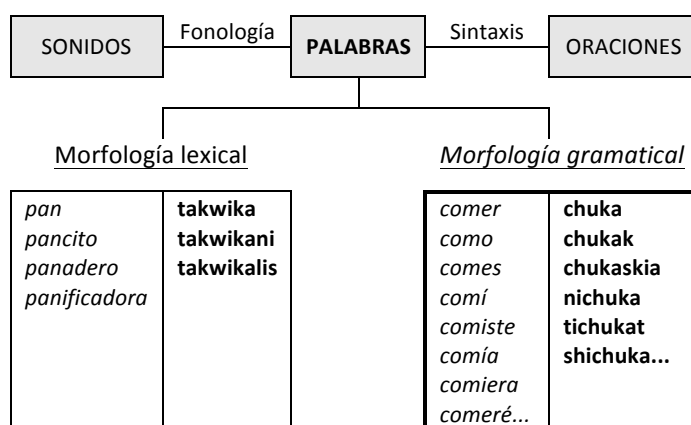 SONIDOS Fonología PALABRAS Sintaxis ORACIONES
Morfología lexical Morfología gramatical
pan takwika comer chuka
pancito takwikani como chukak
panadero takwikalis comes chukaskia
panificadora comí nichuka
comiste tichukat
comía shichuka...
comiera
comeré...